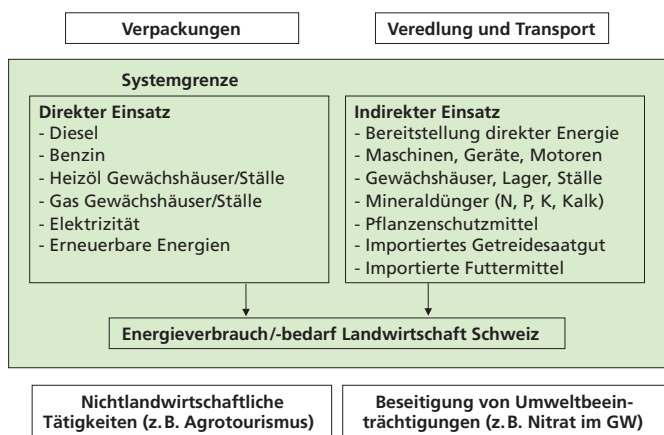 Verpackungen
Veredlung und Transport
Systemgrenze
Direkter Einsatz
- Diesel
- Benzin
- Heizöl Gewächshäuser/Ställe
- Gas Gewächshäuser/Ställe
- Elektrizität
- Erneuerbare Energien
Indirekter Einsatz
- Bereitstellung direkter Energie
- Maschinen, Geräte, Motoren
- Gewächshäuser, Lager, Ställe
- Mineraldünger (N, P, K, Kalk)
- Pflanzenschutzmittel
- Importiertes Getreidesaatgut
- Importierte Futtermittel
Energieverbrauch/-bedarf Landwirtschaft Schweiz
Nichtlandwirtschaftliche
Tätigkeiten (z.B. Agrotourismus)
Beseitigung von Umweltbeein-
trächtigungen (z.B. Nitrat im GW)